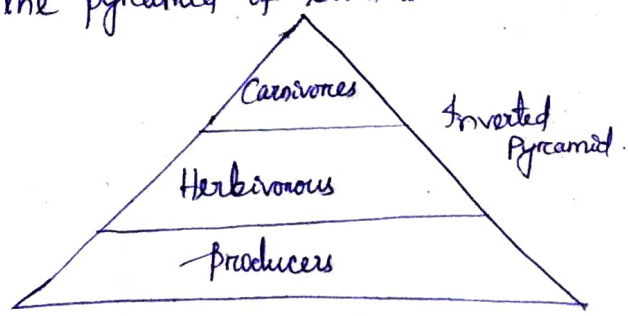 The pyramid of
Carnivores
Inverted
Pyramid.
Herbivorous
Producers